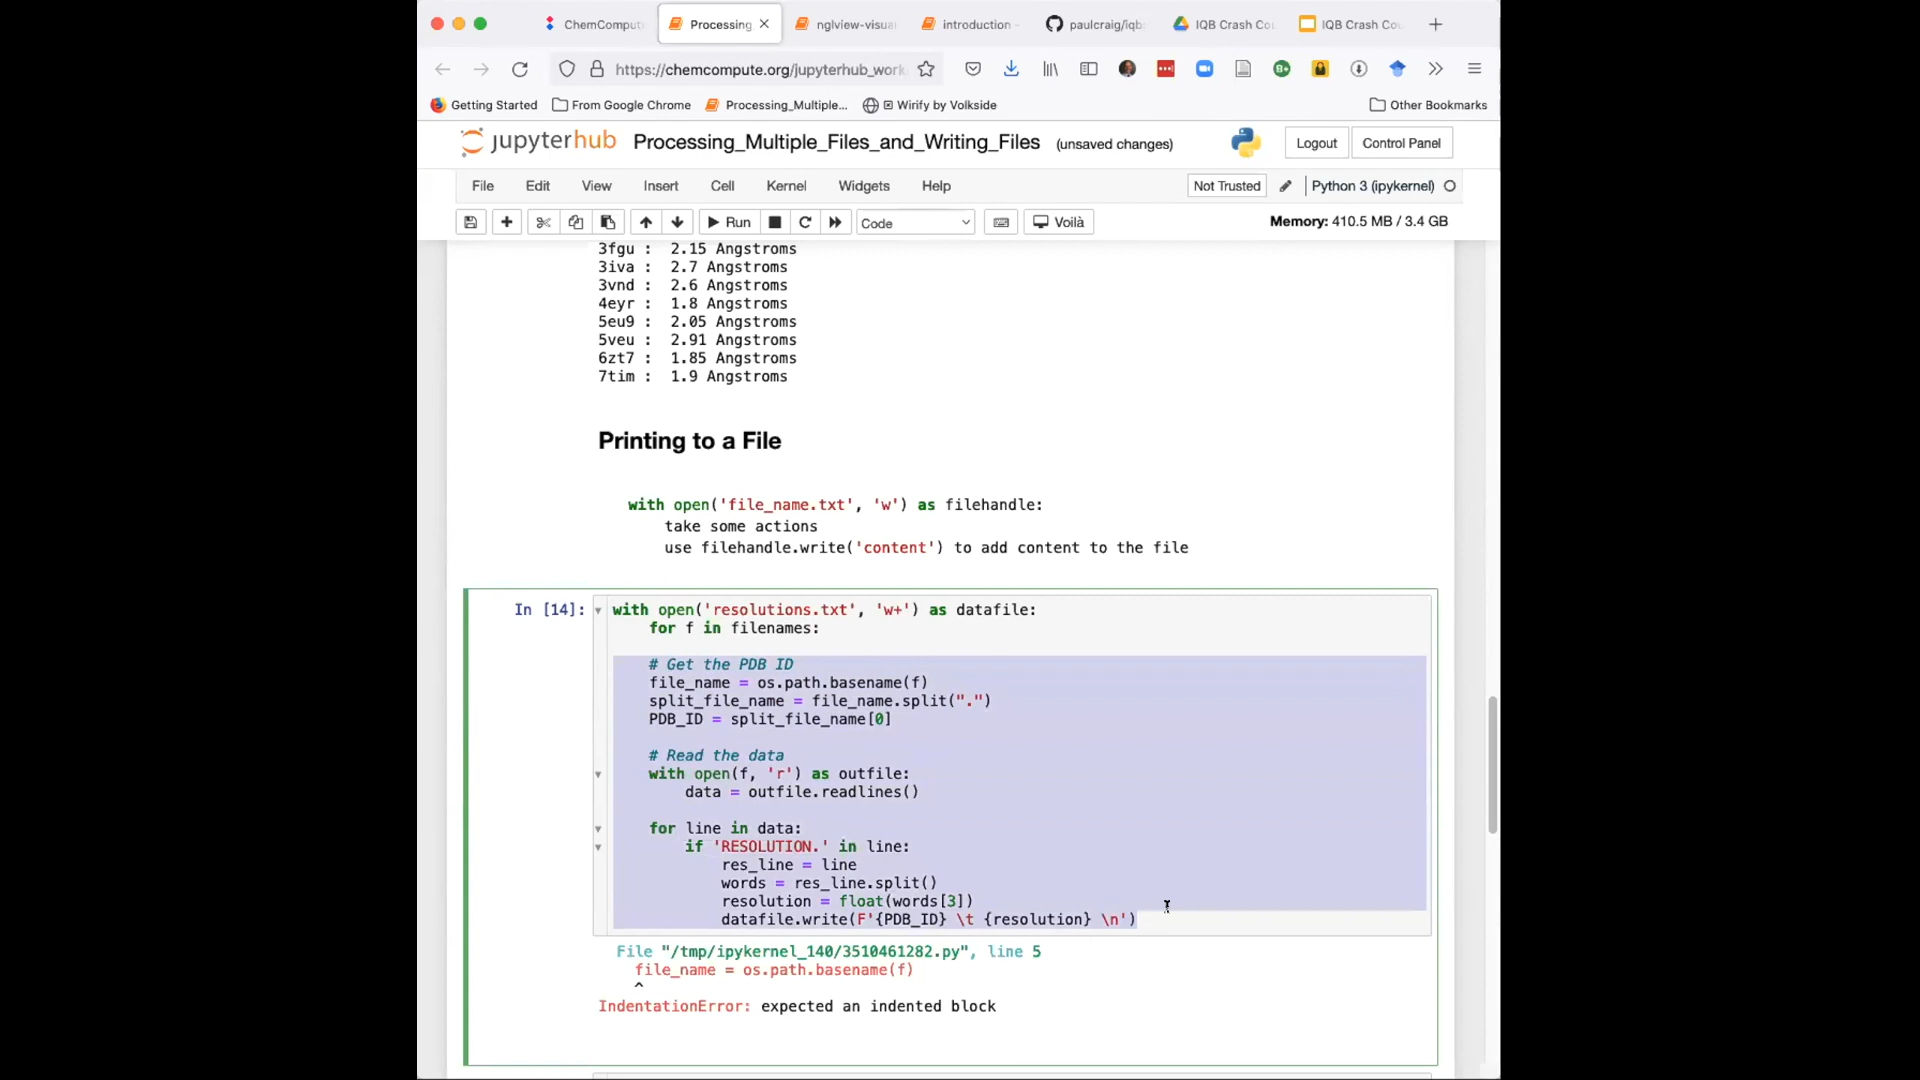 ChemComput
Processing
nglview-visua
introduction -
paulcraig/iqb
IQB Crash Co
IQB Crash Co
https://chemcompute.org/jupyterhub_work
Getting Started
From Google Chrome
Processing_Multiple...
Wirify by Volkside
Other Bookmarks
jupyterhub
Processing_Multiple_Files_and_Writing_Files
(unsaved changes)
Logout
Control Panel
File
Edit
View
Insert
Cell
Kernel
Widgets
Help
Not Trusted
Python 3 (ipykernel)
Run
Code
Voilà
Memory: 410.5 MB / 3.4 GB
3fgu :  2.15 Angstroms
3iva :  2.7 Angstroms
3vnd :  2.6 Angstroms
4eyr :  1.8 Angstroms
5eu9 :  2.05 Angstroms
5veu :  2.91 Angstroms
6zt7 :  1.85 Angstroms
7tim :  1.9 Angstroms
Printing to a File
with open('file_name.txt', 'w') as filehandle:
take some actions
use filehandle.write('content') to add content to the file
In [14]:
with open('resolutions.txt', 'w+') as datafile:
for f in filenames:
# Get the PDB ID
file_name = os.path.basename(f)
split_file_name = file_name.split(".")
PDB_ID = split_file_name[0]
# Read the data
with open(f, 'r') as outfile:
data = outfile.readlines()
for line in data:
if 'RESOLUTION.' in line:
res_line = line
words = res_line.split()
resolution = float(words[3])
datafile.write(F'{PDB_ID} \t {resolution} \n')
File "/tmp/ipykernel_140/3510461282.py", line 5
file_name = os.path.basename(f)
^
IndentationError: expected an indented block